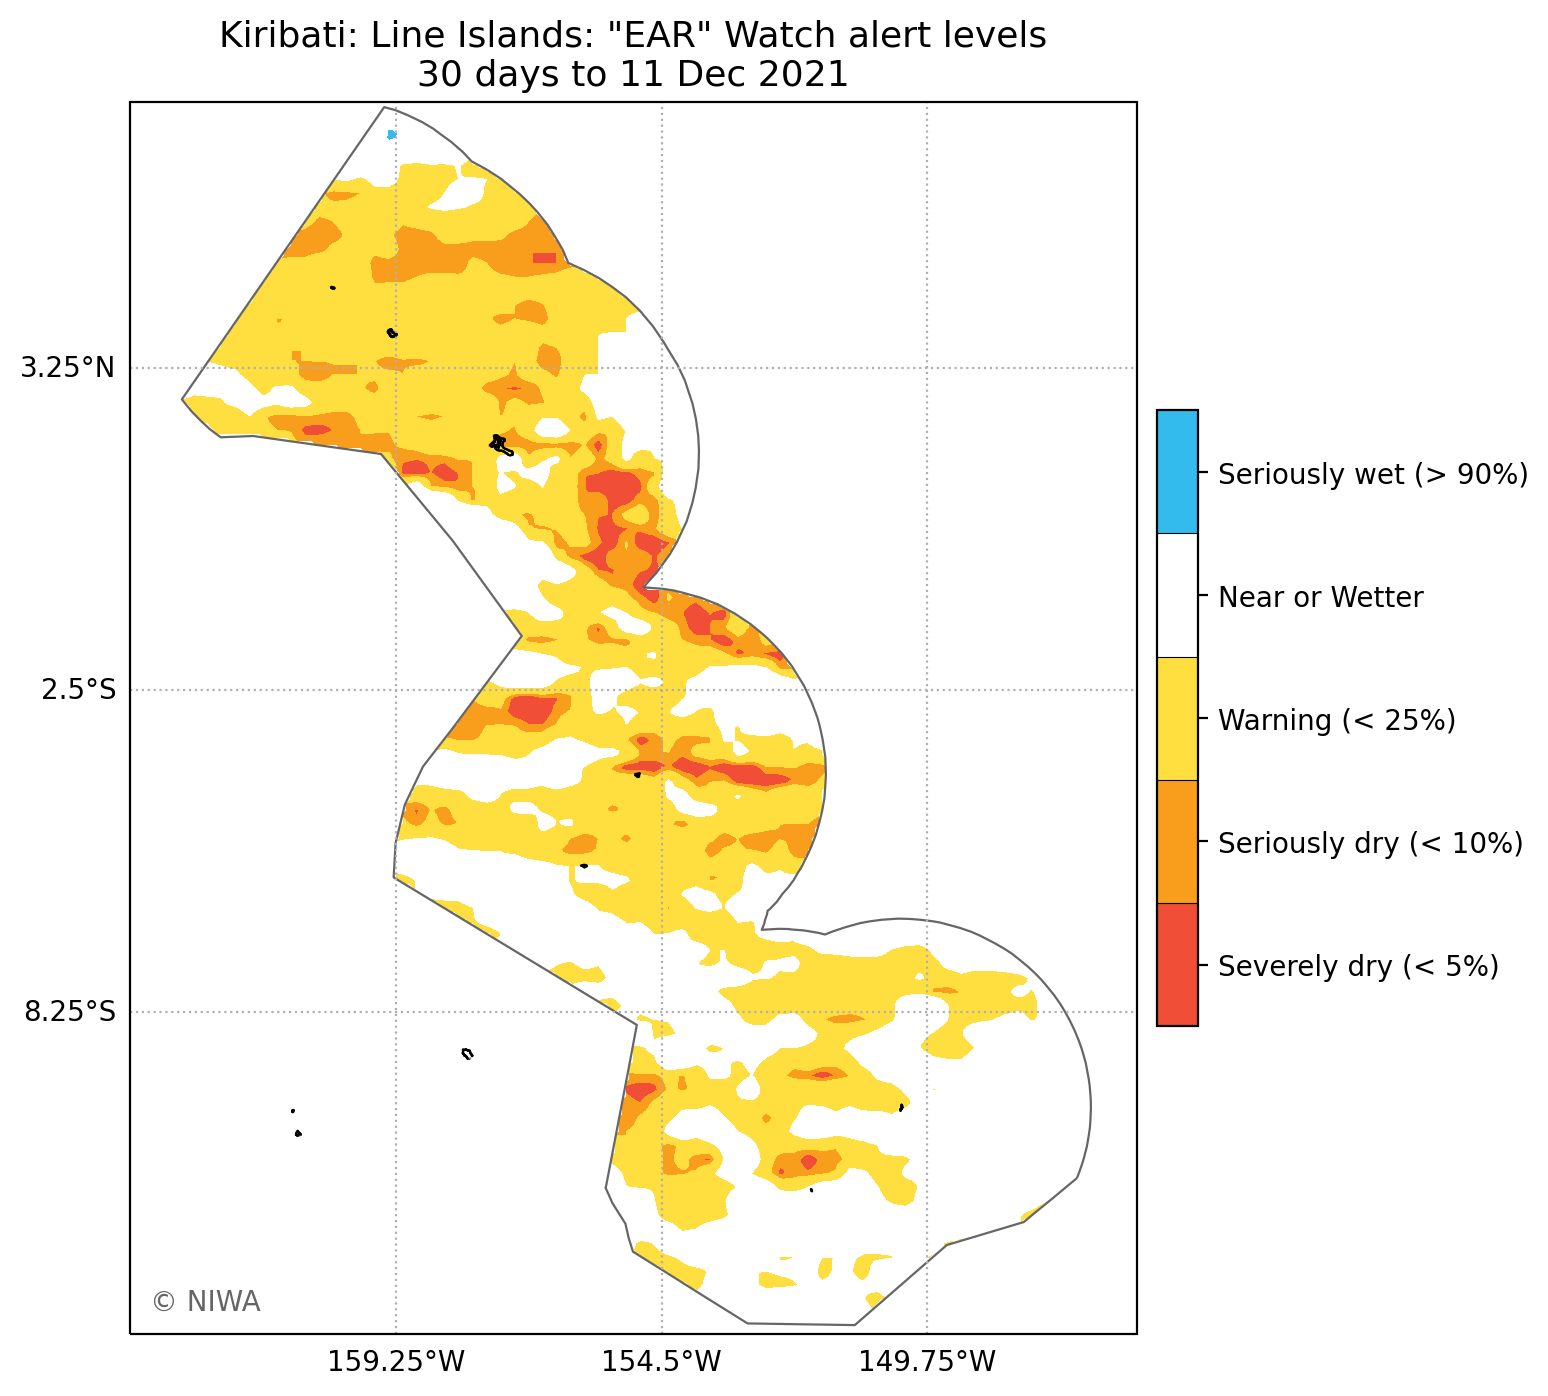 Kiribati: Line Islands: "EAR" Watch alert levels
30 days to 11 Dec 2021
3.25°N
2.5°S
8.25°S
159.25°W
154.5°W
149.75°W
Seriously wet (> 90%)
Near or Wetter
Warning (< 25%)
Seriously dry (< 10%)
Severely dry (< 5%)
© NIWA